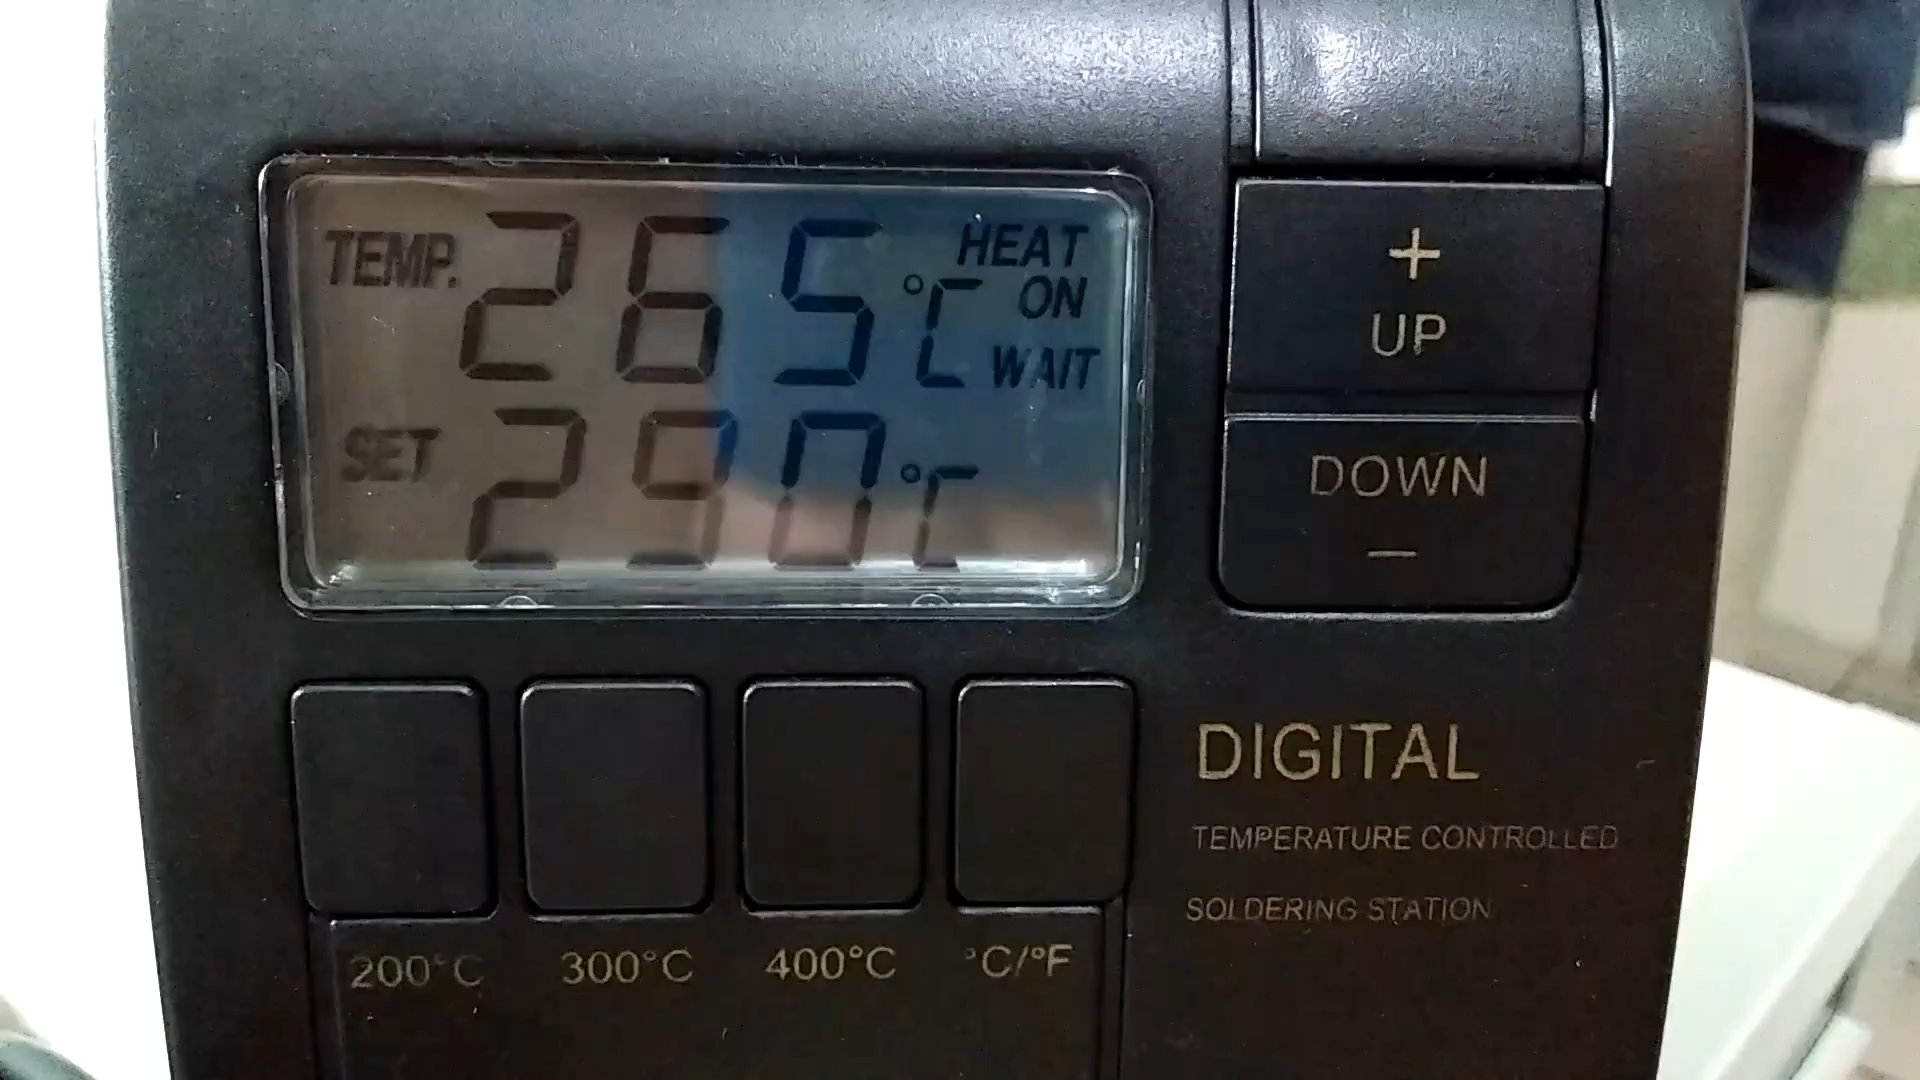 TEMP. 265 °C HEAT ON WAIT
SET 290 °C
+
UP
DOWN
—
DIGITAL
TEMPERATURE CONTROLLED
SOLDERING STATION
200°C 300°C 400°C °C/°F